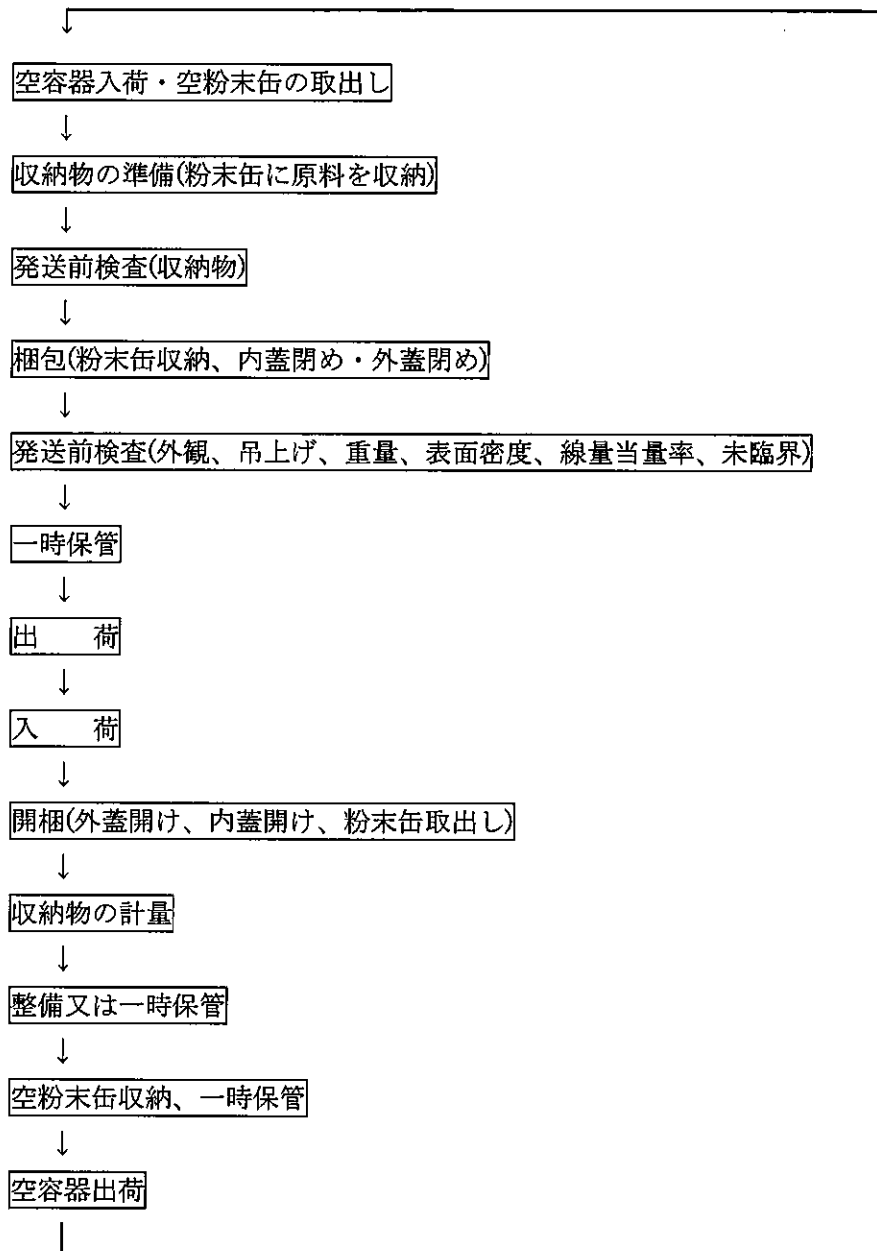 空容器入荷・空粉末缶の取出し
収納物の準備(粉末缶に原料を収納)
発送前検査(収納物)
梱包(粉末缶収納、内蓋閉め・外蓋閉め)
発送前検査(外観、吊上げ、重量、表面密度、線量当量率、未臨界)
一時保管
出　荷
入　荷
開梱(外蓋開け、内蓋開け、粉末缶取出し)
収納物の計量
整備又は一時保管
空粉末缶収納、一時保管
空容器出荷